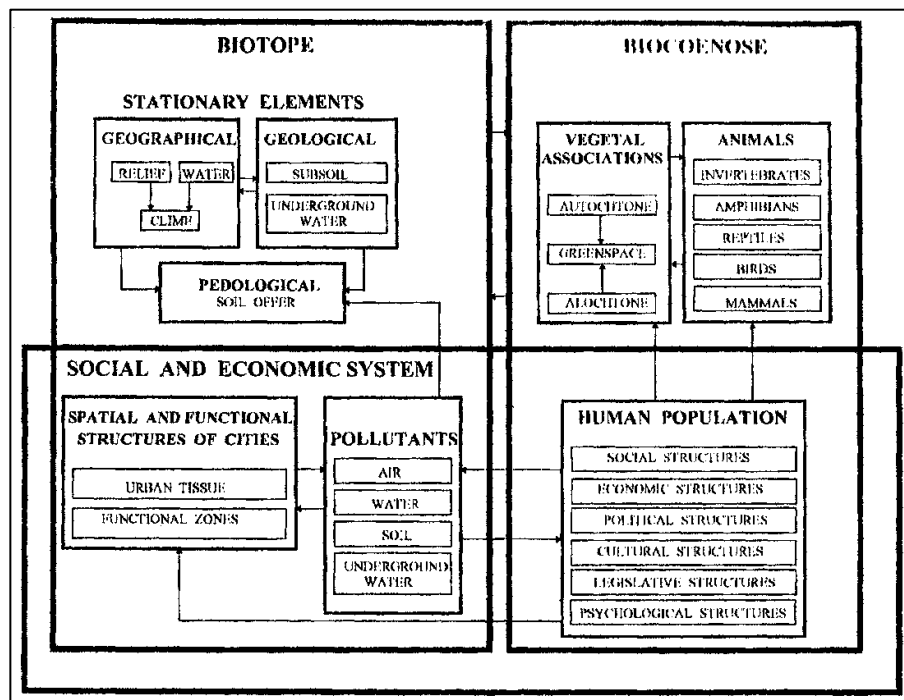 BIOTOPE
STATIONARY ELEMENTS
GEOGRAPHICAL
RELIEF
WATER
CLIME
GEOLOGICAL
SUBSOIL
UNDERGROUND
WATER
PEDOLOGICAL
SOIL OFFER
BIOCOENOSE
VEGETAL
ASSOCIATIONS
AUTOCHTONE
GREENSPACE
ALOCHTONE
ANIMALS
INVERTEBRATES
AMPHIBIANS
REPTILES
BIRDS
MAMMALS
SOCIAL AND ECONOMIC SYSTEM
SPATIAL AND FUNCTIONAL
STRUCTURES OF CITIES
URBAN TISSUE
FUNCTIONAL ZONES
POLLUTANTS
AIR
WATER
SOIL
UNDERGROUND
WATER
HUMAN POPULATION
SOCIAL STRUCTURES
ECONOMIC STRUCTURES
POLITICAL STRUCTURES
CULTURAL STRUCTURES
LEGISLATIVE STRUCTURES
PSYCHOLOGICAL STRUCTURES